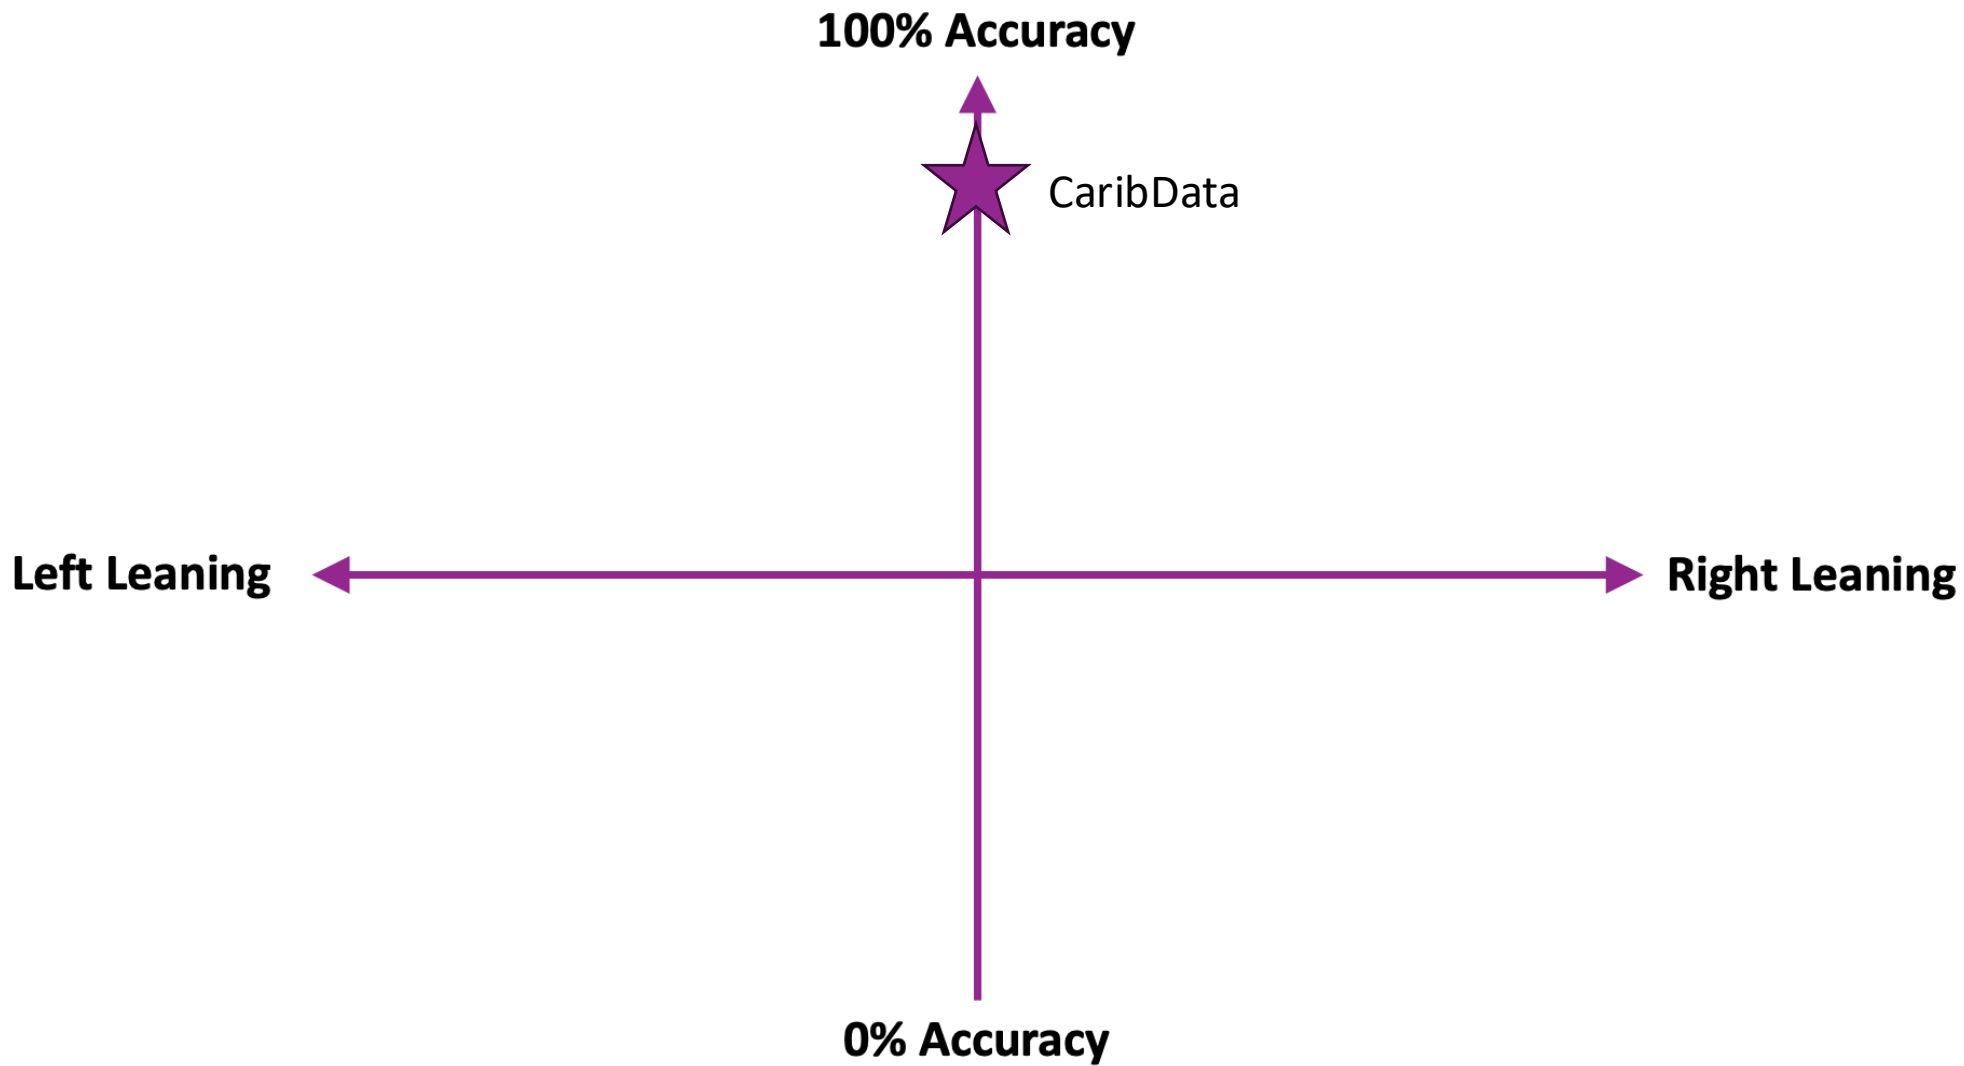 100% Accuracy
CaribData
Left Leaning
Right Leaning
0% Accuracy